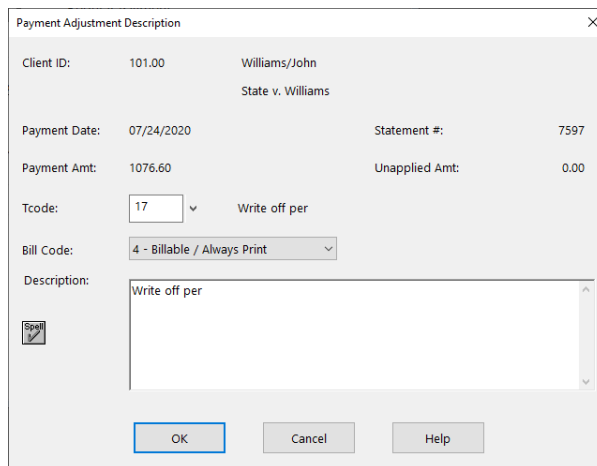 Payment Adjustment Description
Client ID: 101.00 Williams/John
State v. Williams
Payment Date: 07/24/2020 Statement #: 7597
Payment Amt: 1076.60 Unapplied Amt: 0.00
Tcode: 17 Write off per
Bill Code: 4 - Billable / Always Print
Description: Write off per
Spell
OK Cancel Help